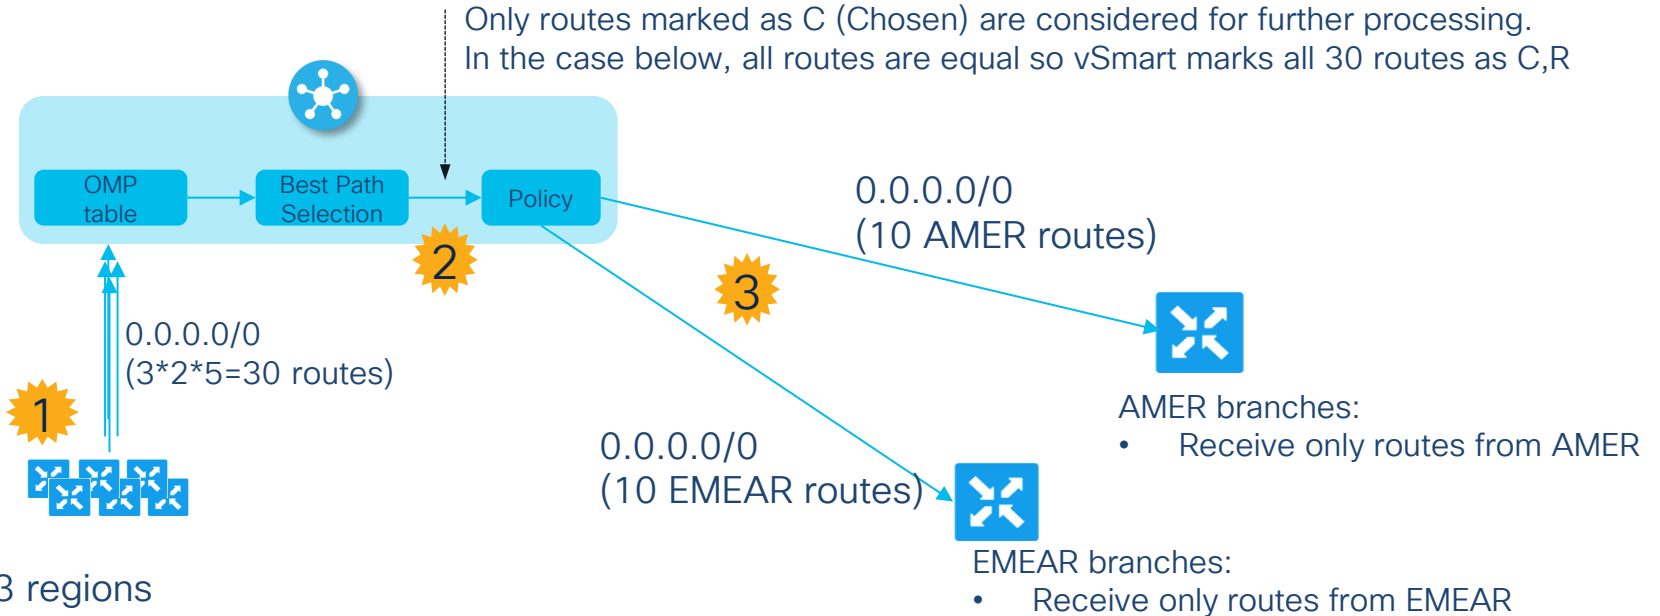 Only routes marked as C (Chosen) are considered for further processing.
In the case below, all routes are equal so vSmart marks all 30 routes as C,R
OMP
table
Best Path
Selection
Policy
2
3
0.0.0.0/0
(10 AMER routes)
0.0.0.0/0
(3*2*5=30 routes)
1
AMER branches:
• Receive only routes from AMER
0.0.0.0/0
(10 EMEAR routes)
EMEAR branches:
• Receive only routes from EMEAR
3 regions